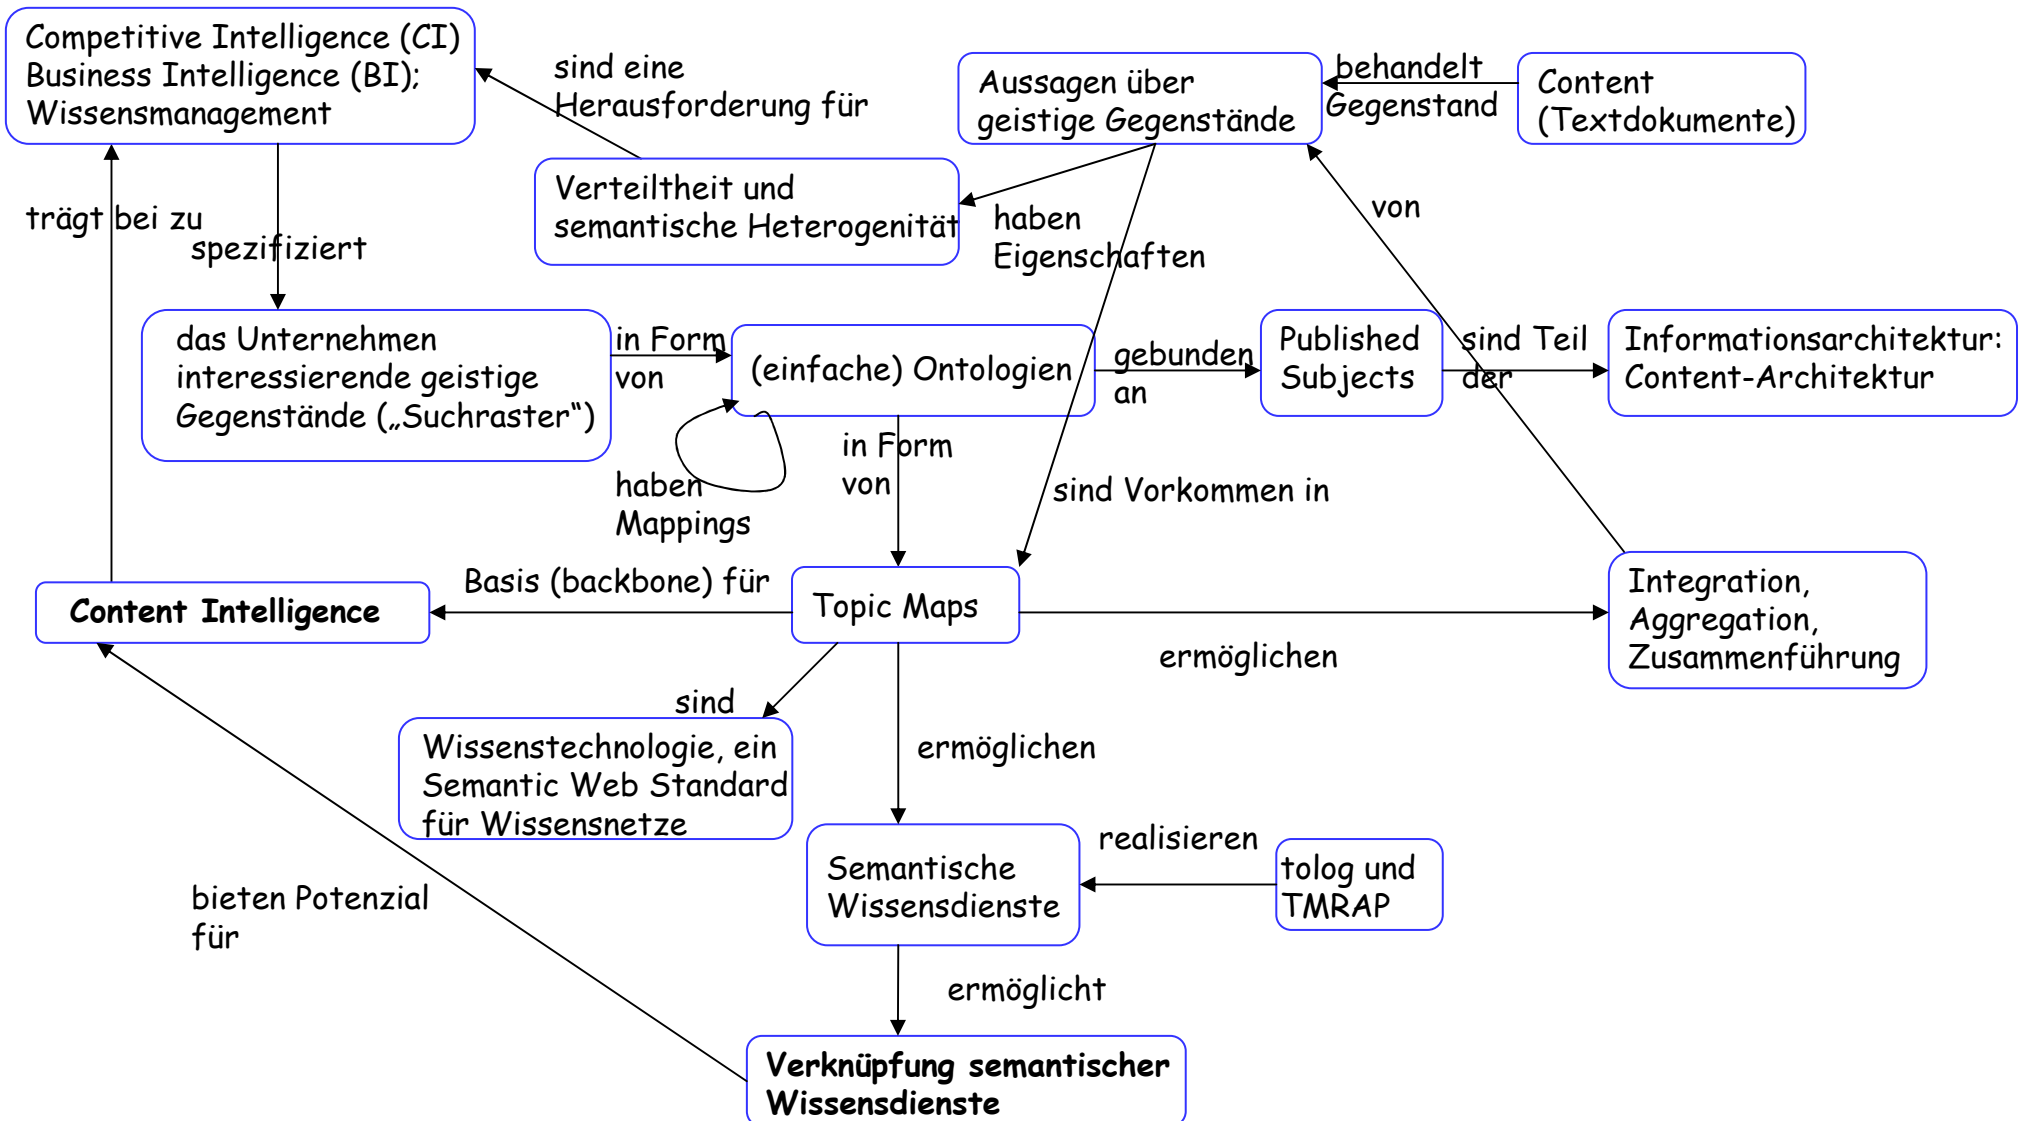 Competitive Intelligence (CI)
Business Intelligence (BI);
Wissensmanagement
sind eine
Herausforderung für
Aussagen über
geistige Gegenstände
behandelt
Gegenstand
Content
(Textdokumente)
Verteiltheit und
semantische Heterogenität
trägt bei zu
spezifiziert
haben
Eigenschaften
von
das Unternehmen
interessierende geistige
Gegenstände („Suchraster“)
in Form
von
(einfache) Ontologien
gebunden
an
Published
Subjects
sind Teil
der
Informationsarchitektur:
Content-Architektur
haben
Mappings
in Form
von
sind Vorkommen in
Content Intelligence
Basis (backbone) für
Topic Maps
ermöglichen
Integration,
Aggregation,
Zusammenführung
sind
Wissenstechnologie, ein
Semantic Web Standard
für Wissensnetze
ermöglichen
Semantische
Wissensdienste
realisieren
tolog und
TMRAP
bieten Potenzial
für
ermöglicht
Verknüpfung semantischer
Wissensdienste